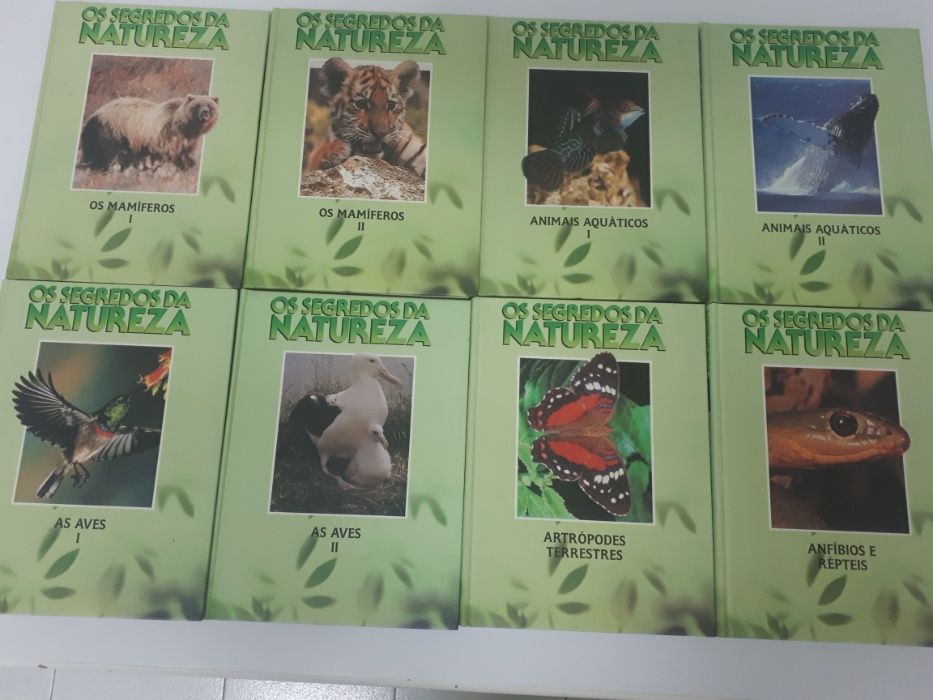 OS SEGREDOS DA
NATUREZA
OS MAMÍFEROS
I
OS SEGREDOS DA
NATUREZA
OS MAMÍFEROS
II
OS SEGREDOS DA
NATUREZA
ANIMAIS AQUÁTICOS
I
OS SEGREDOS DA
NATUREZA
ANIMAIS AQUÁTICOS
II
OS SEGREDOS DA
NATUREZA
AS AVES
I
OS SEGREDOS DA
NATUREZA
AS AVES
II
OS SEGREDOS DA
NATUREZA
ARTRÓPODES
TERRESTRES
OS SEGREDOS DA
NATUREZA
ANFÍBIOS E
RÉPTEIS